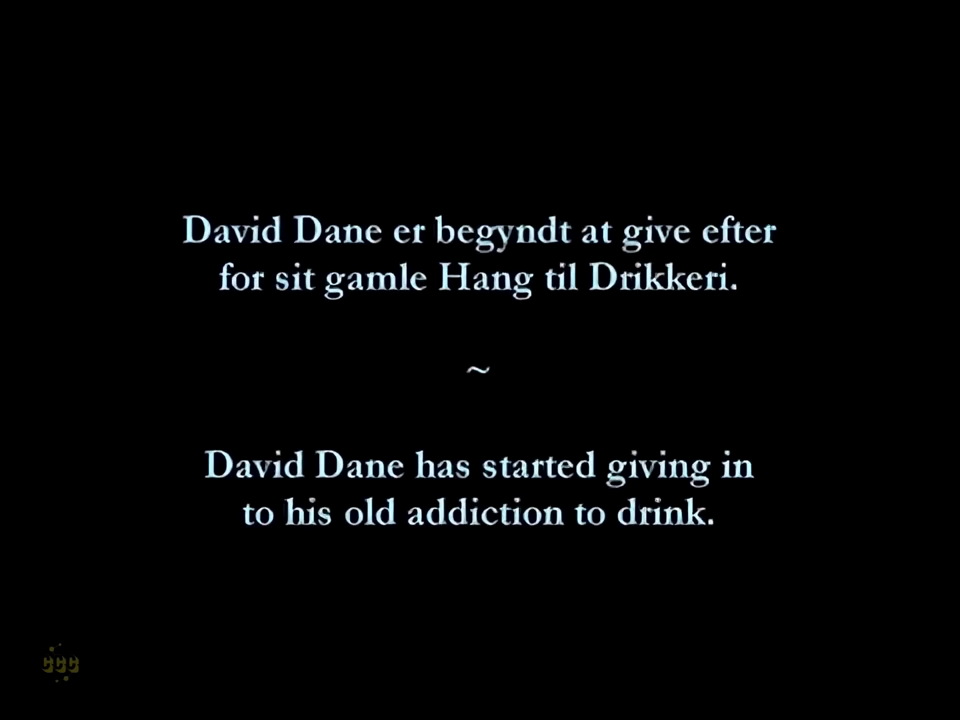 David Dane er begyndt at give efter
for sit gamle Hang til Drikkeri.
~
David Dane has started giving in
to his old addiction to drink.
CCC